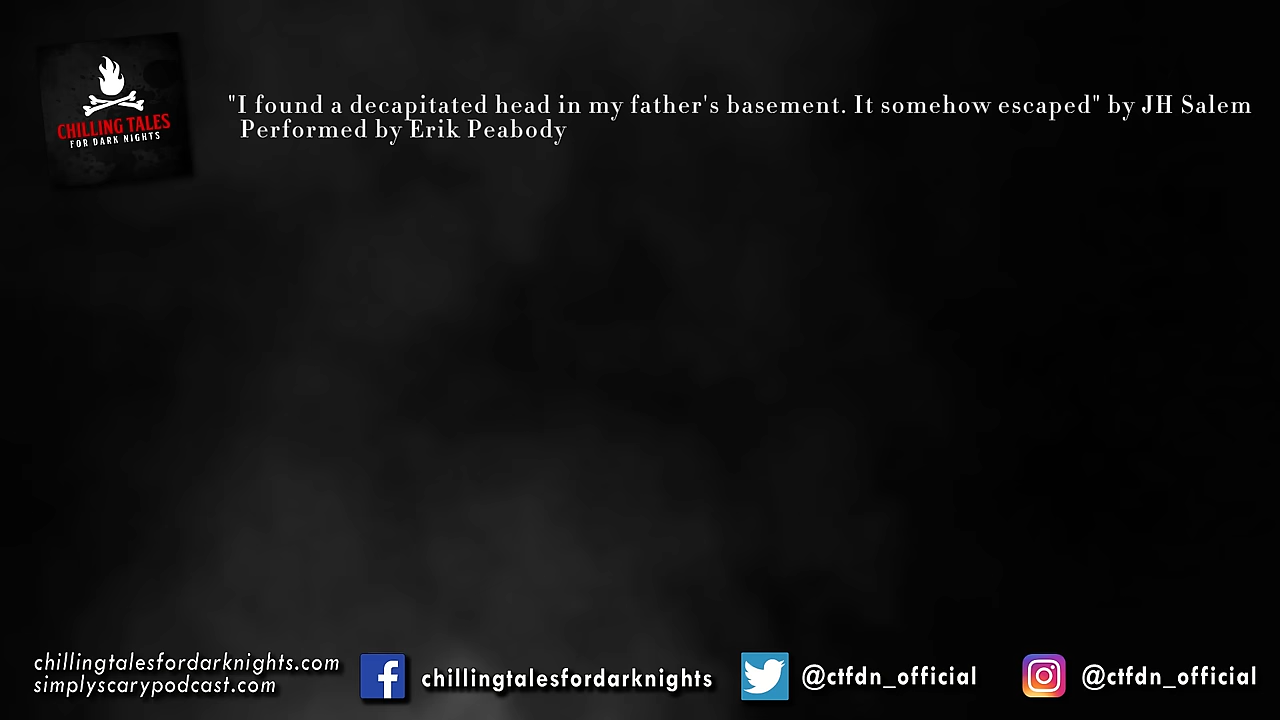 CHILLING TALES
FOR DARK NIGHTS
"I found a decapitated head in my father's basement. It somehow escaped" by JH Salem
Performed by Erik Peabody
chillingtalesfordarknights.com
simplyscarypodcast.com
chillingtalesfordarknights
@ctfdn_official
@ctfdn_official